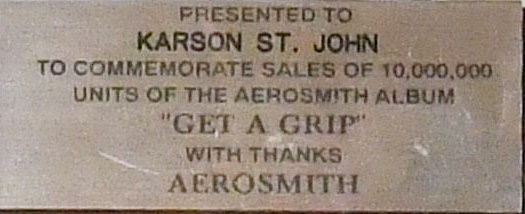 PRESENTED TO
KARSON ST. JOHN
TO COMMEMORATE SALES OF 10,000,000
UNITS OF THE AEROSMITH ALBUM
"GET A GRIP"
WITH THANKS
AEROSMITH